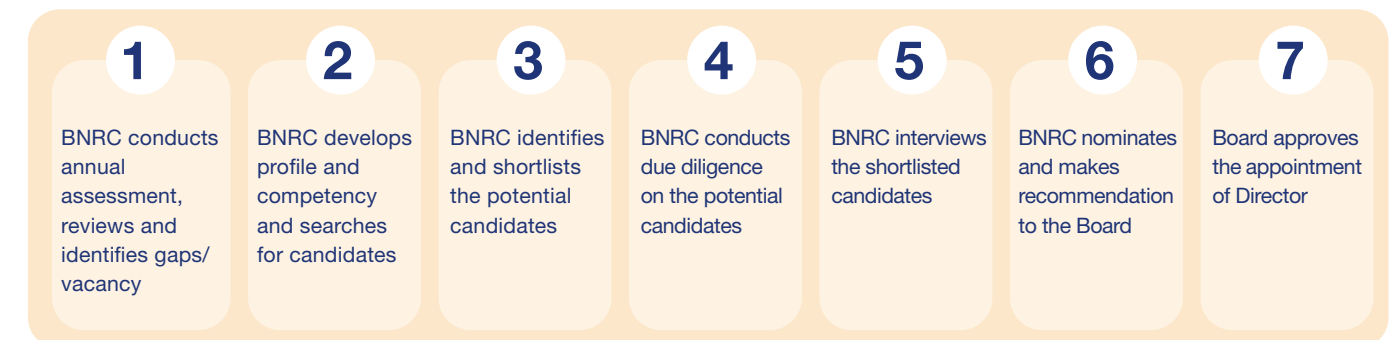 1
BNRC conducts
annual
assessment,
reviews and
identifies gaps/
vacancy
2
BNRC develops
profile and
competency
and searches
for candidates
3
BNRC identifies
and shortlists
the potential
candidates
4
BNRC conducts
due diligence
on the potential
candidates
5
BNRC interviews
the shortlisted
candidates
6
BNRC nominates
and makes
recommendation
to the Board
7
Board approves
the appointment
of Director